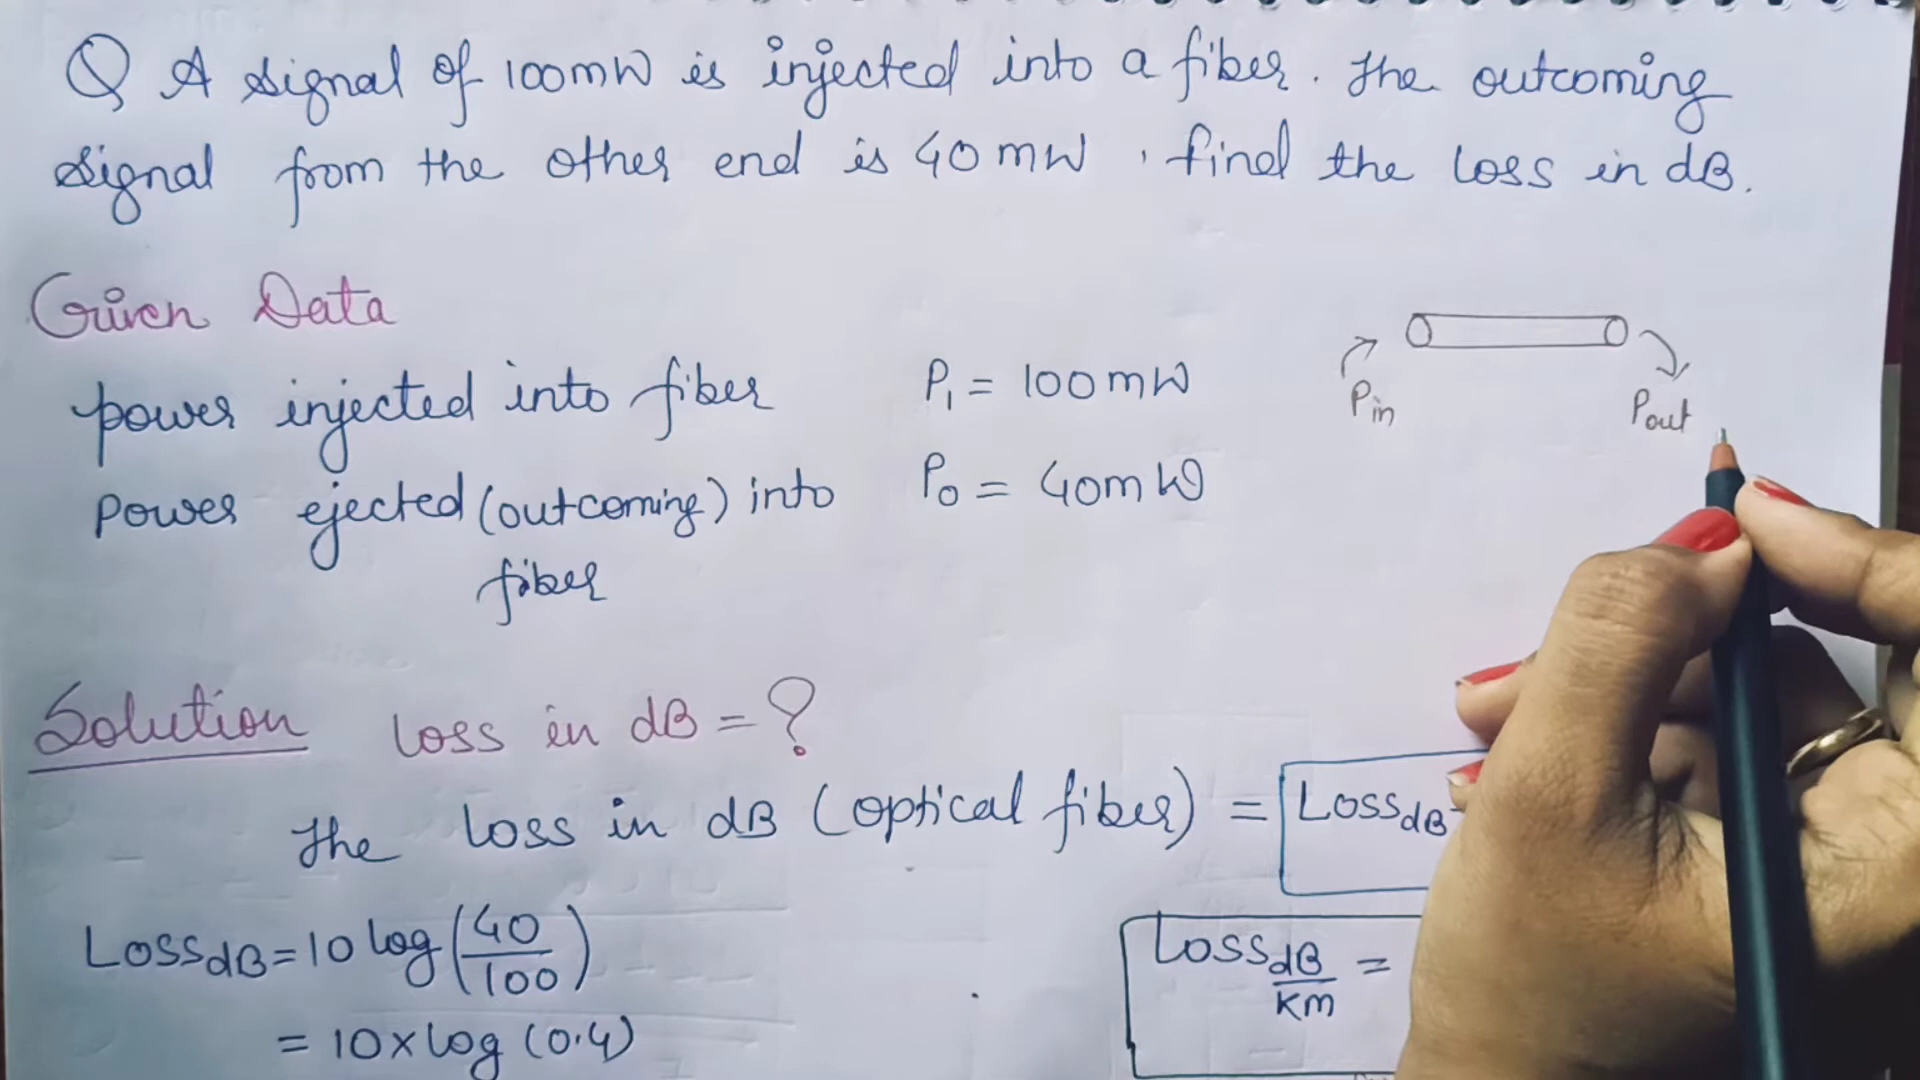 Q A signal of 100mW is injected into a fiber. The outcoming
signal from the other end is 40mW, find the loss in dB.
Given Data
power injected into fiber P1 = 100mW
power ejected (outcoming) into P0 = 40mW
fiber
Pin
Pout
Solution Loss in dB = ?
The loss in dB (optical fiber) = LossdB
LossdB = 10 log (40/100)
= 10 x log (0.4)
Loss dB/km =